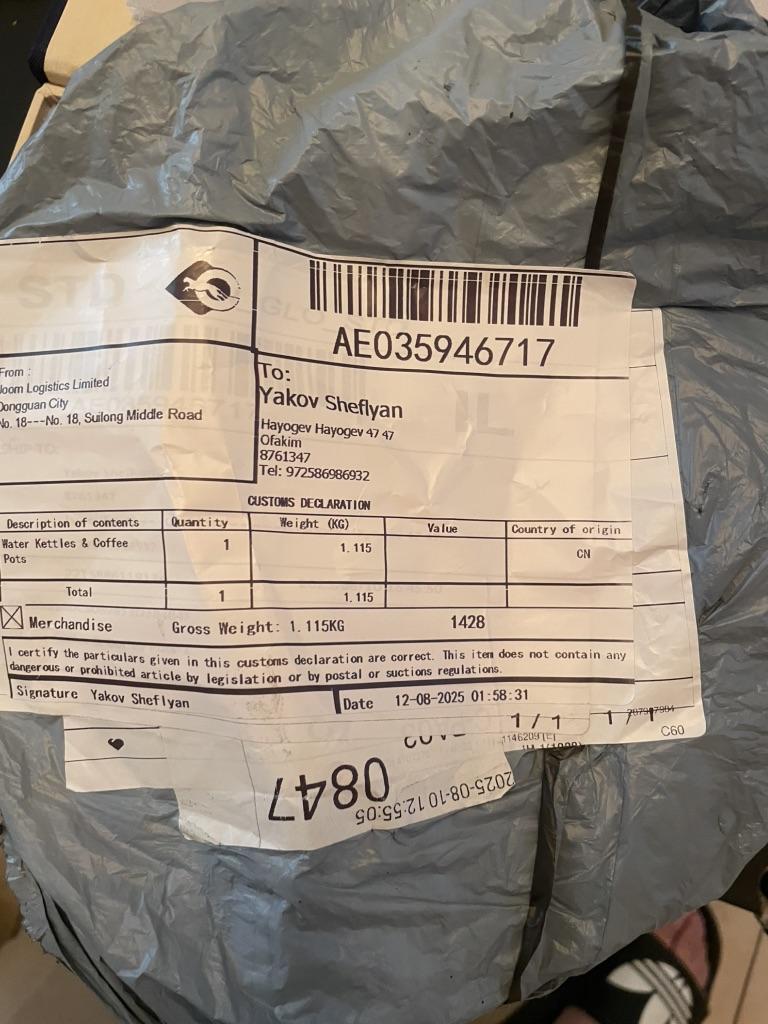 STD
GLO
AE035946717
From :
Joom Logistics Limited
Dongguan City
No. 18---No. 18, Suilong Middle Road
To:
Yakov Sheflyan
Hayogev Hayogev 47 47
Ofakim
8761347
Tel: 972586986932
IL
CUSTOMS DECLARATION
Description of contents Quantity Weight (KG) Value Country of origin
Water Kettles & Coffee Pots 1 1.115 CN
Total 1 1.115
Merchandise Gross Weight: 1.115KG 1428
I certify the particulars given in this customs declaration are correct. This item does not contain any
dangerous or prohibited article by legislation or by postal or suctions regulations.
Signature Yakov Sheflyan Date 12-08-2025 01:58:31
1 / 1
C60
0847
2025-08-10 12:55:05